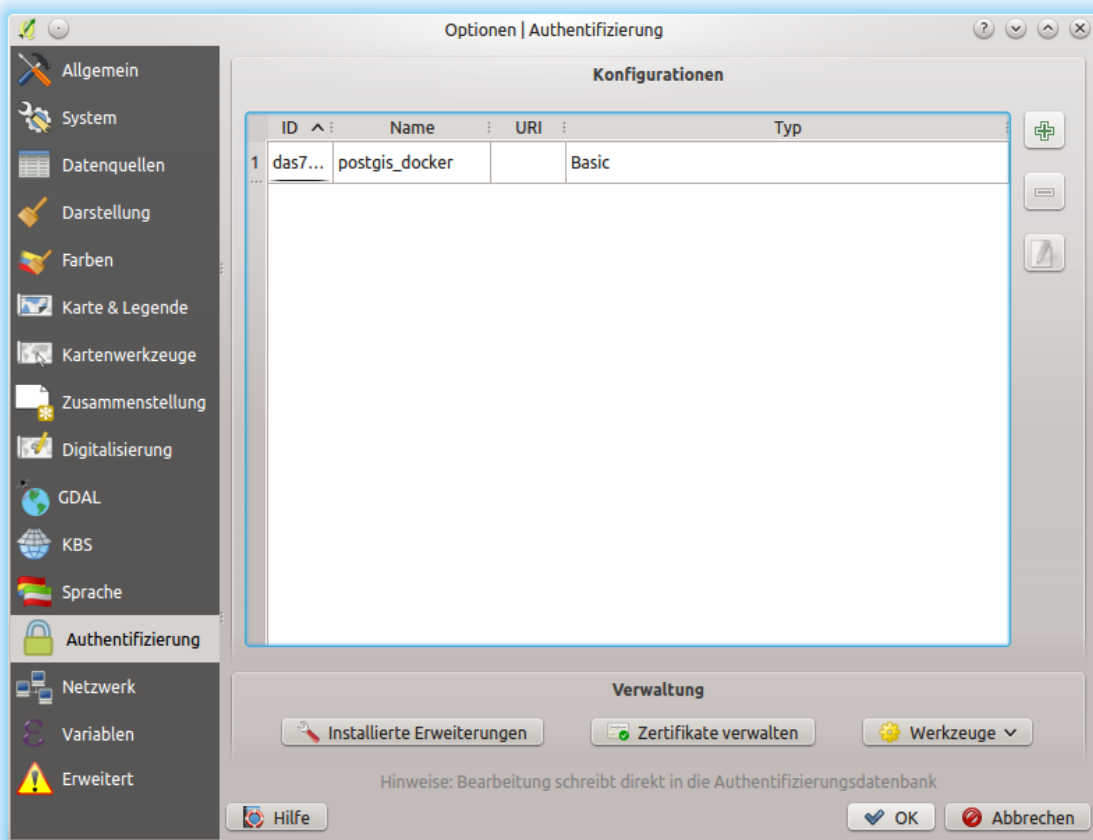 Optionen | Authentifizierung
Allgemein
System
Datenquellen
Darstellung
Farben
Karte & Legende
Kartenwerkzeuge
Zusammenstellung
Digitalisierung
GDAL
KBS
Sprache
Authentifizierung
Netzwerk
Variablen
Erweitert
Konfigurationen
ID Name URI Typ
1 das7... postgis_docker Basic
Verwaltung
Installierte Erweiterungen Zertifikate verwalten Werkzeuge
Hinweise: Bearbeitung schreibt direkt in die Authentifizierungsdatenbank
Hilfe OK Abbrechen